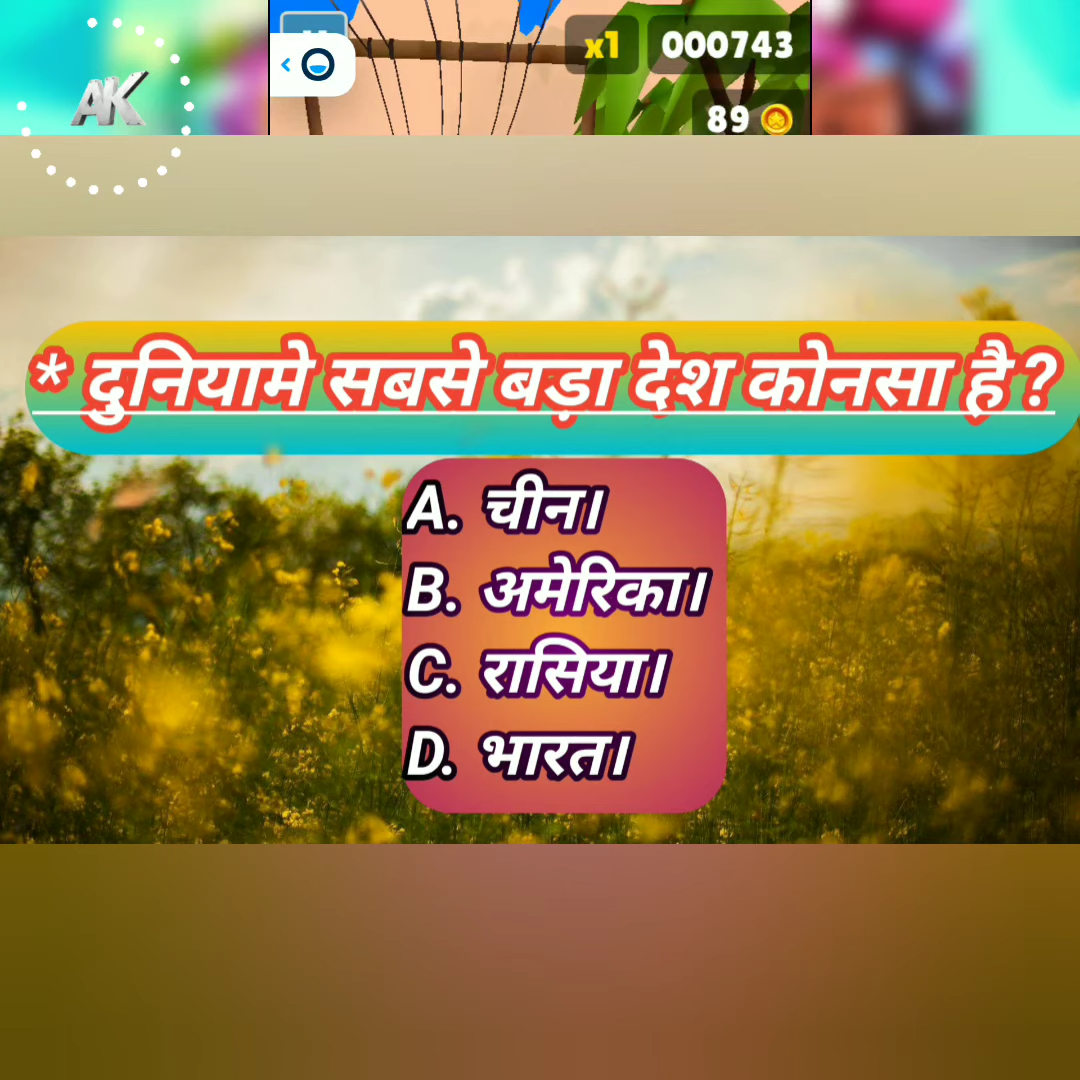 AK
x1 000743
89
* दुनियामे सबसे बड़ा देश कोनसा है?
A. चीन।
B. अमेरिका।
C. रासिया।
D. भारत।